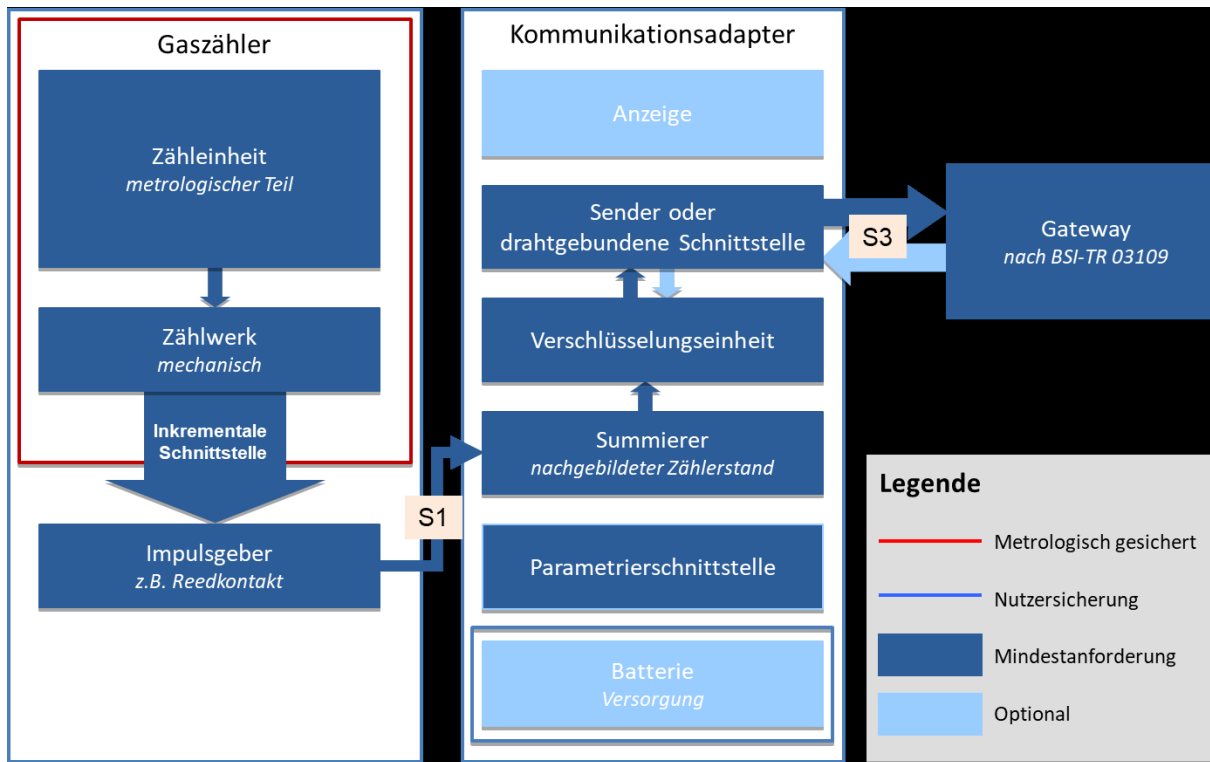 Gaszähler
Zähleinheit
metrologischer Teil
Zählwerk
mechanisch
Inkrementale
Schnittstelle
Impulsgeber
z.B. Reedkontakt
S1
Kommunikationsadapter
Anzeige
Sender oder
drahtgebundene Schnittstelle
Verschlüsselungseinheit
Summierer
nachgebildeter Zählerstand
Parametrierschnittstelle
Batterie
Versorgung
S3
Gateway
nach BSI-TR 03109
Legende
Metrologisch gesichert
Nutzersicherung
Mindestanforderung
Optional